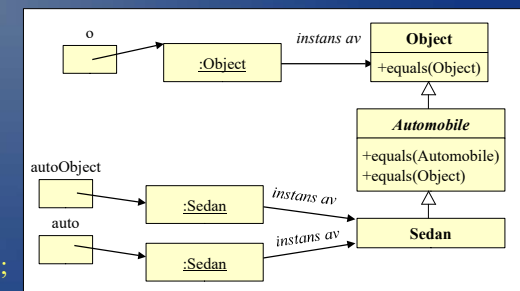 o
instans av
Object
:Object
+equals(Object)
Automobile
+equals(Automobile)
+equals(Object)
autoObject
:Sedan
instans av
auto
:Sedan
instans av
Sedan
;